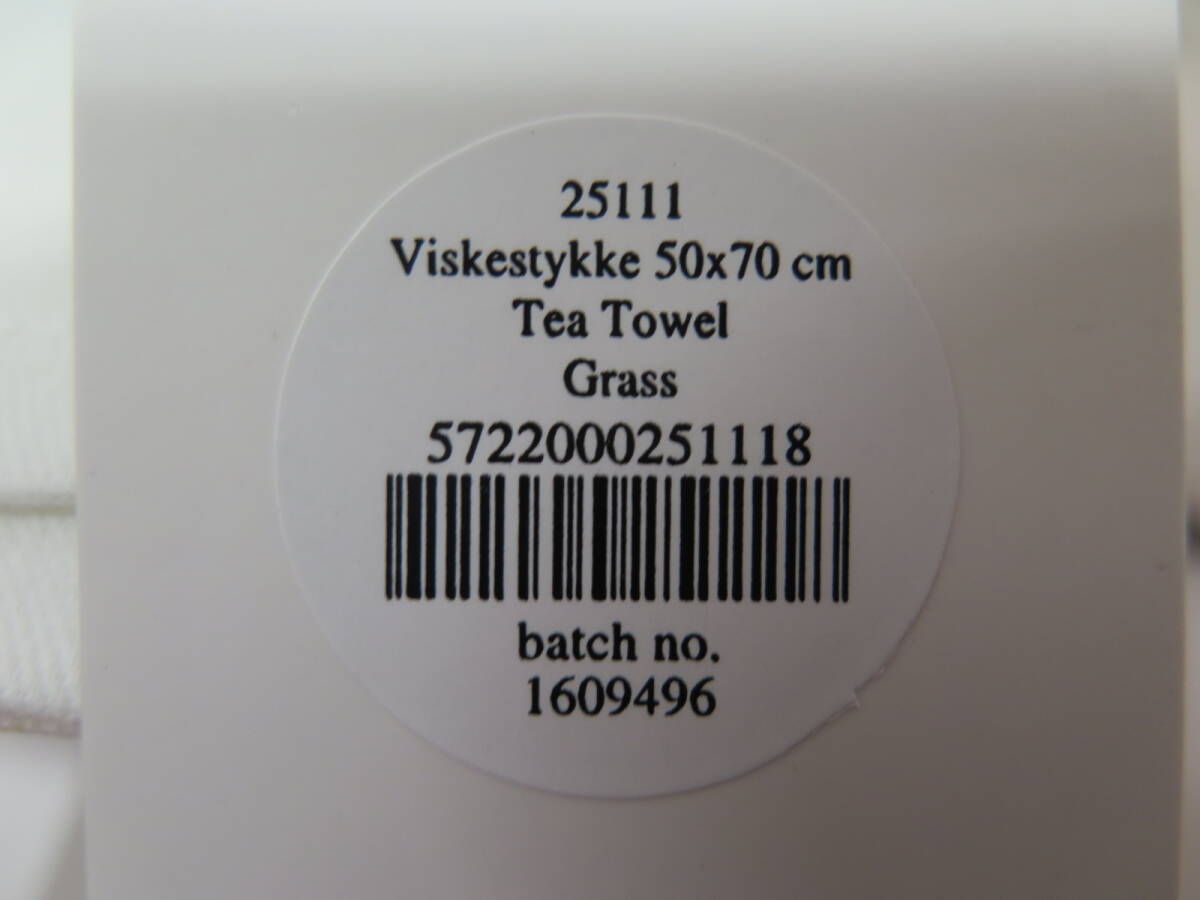 25111
Viskestykke 50x70 cm
Tea Towel
Grass
5722000251118
batch no.
1609496